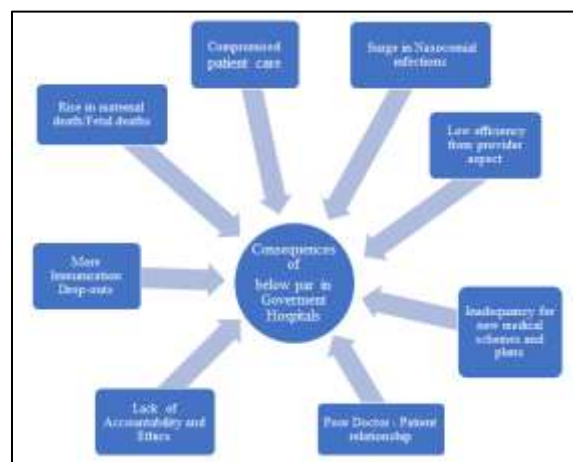 Compromised
patient care
Surge in Nosocomial
infections
Rise in maternal
death/Fetal deaths
Low efficiency
from provider
aspect
Consequences
of
below par in
Goverment
Hospitals
More
Immunization
Drop-outs
Inadequancy for
new medical
schemes and
plans
Lack of
Accountability and
Ethics
Poor Doctor - Patient
relationship